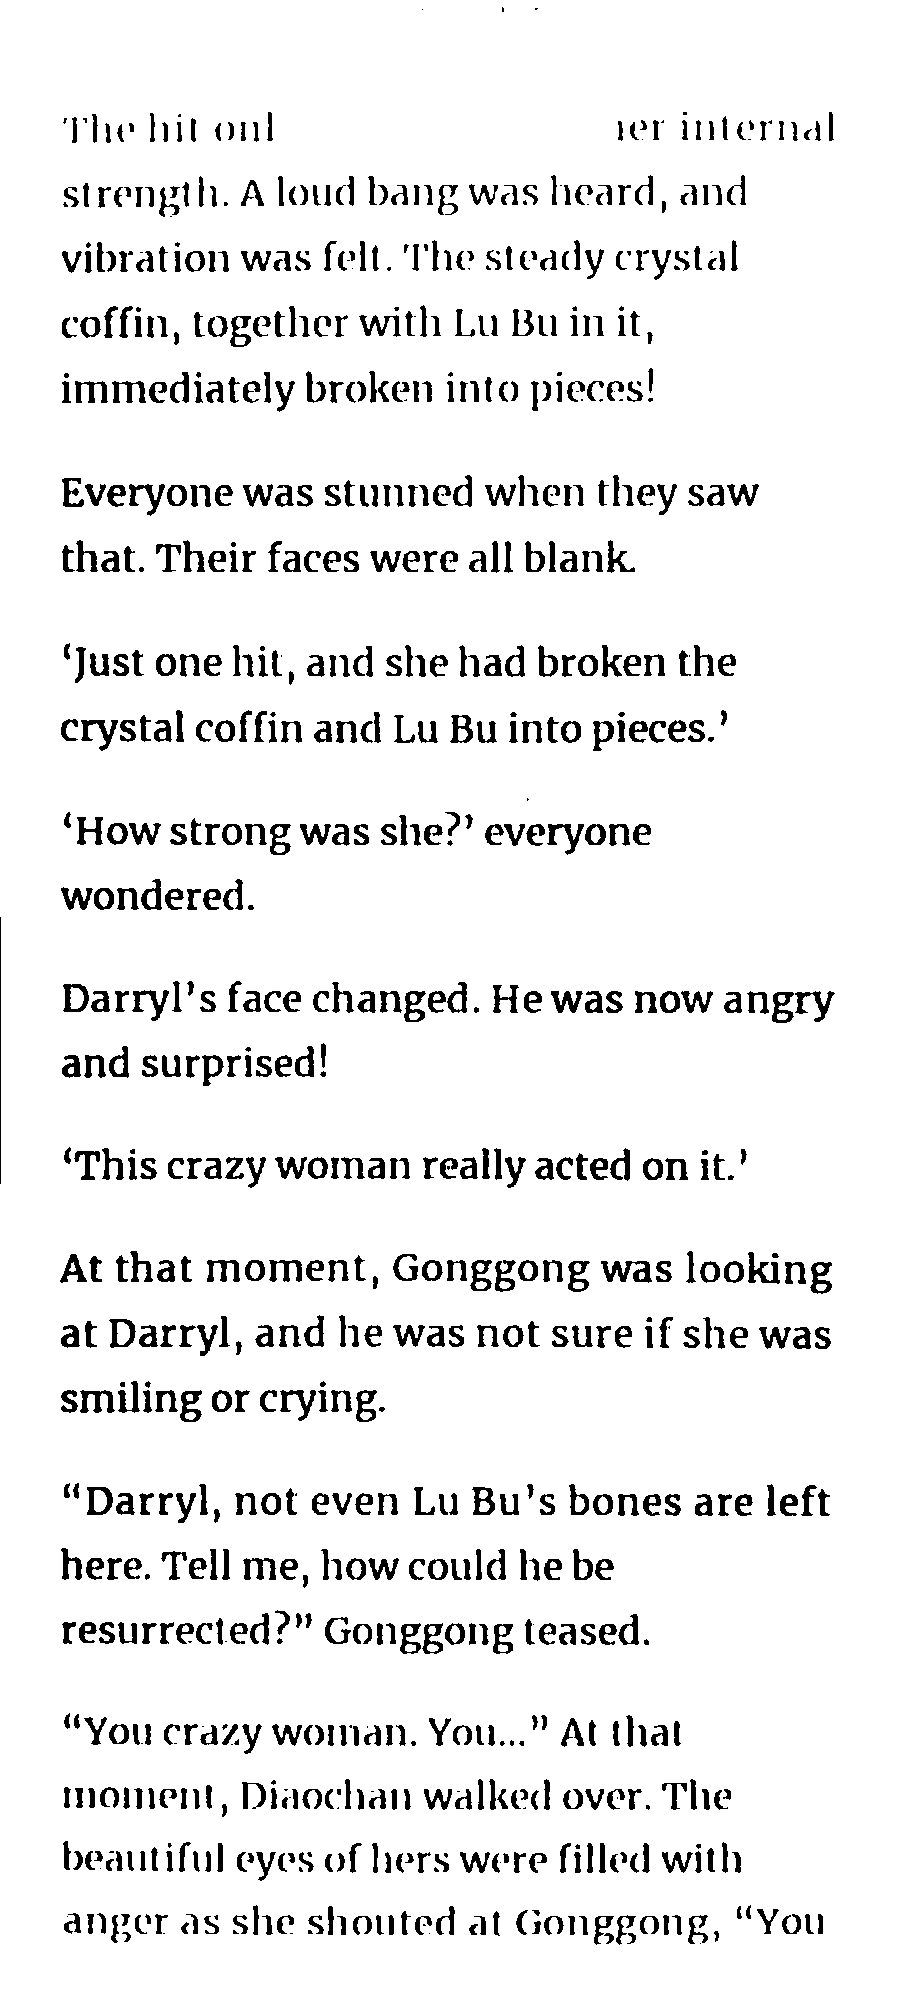 The hit internal
strength. A loud bang was heard, and
vibration was felt. The steady crystal
coffin, together with Lu Bu in it,
immediately broken into pieces!
Everyone was stunned when they saw
that. Their faces were all blank.
‘Just one hit, and she had broken the
crystal coffin and Lu Bu into pieces.’
‘How strong was she?’ everyone
wondered.
Darryl’s face changed. He was now angry
and surprised!
‘This crazy woman really acted on it.’
At that moment, Gonggong was looking
at Darryl, and he was not sure if she was
smiling or crying.
“Darryl, not even Lu Bu’s bones are left
here. Tell me, how could he be
resurrected?” Gonggong teased.
“You crazy woman. You...” At that
moment, Diaochan walked over. The
beautiful eyes of hers were filled with
anger as she shouted at Gonggong, “You